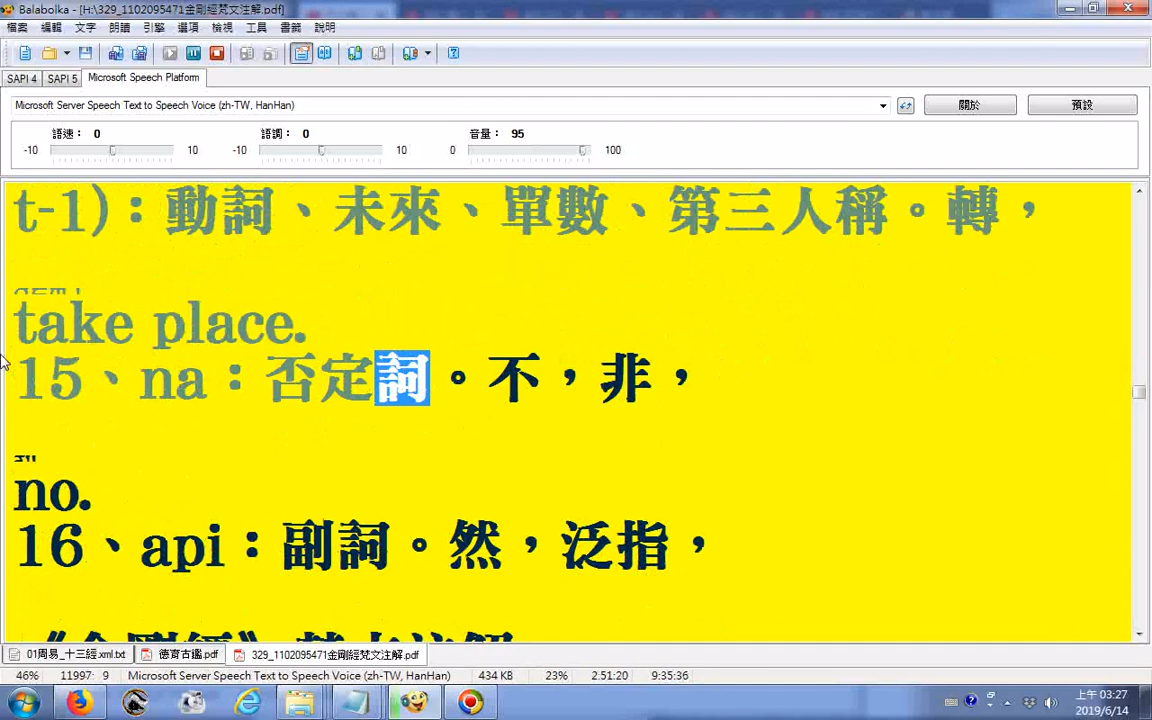 Balabolka - [H:\329_1102095471金剛經梵文注解.pdf]
檔案 編輯 文字 朗讀 引擎 選項 檢視 工具 書籤 說明
SAPI 4 SAPI 5 Microsoft Speech Platform
Microsoft Server Speech Text to Speech Voice (zh-TW, HanHan) 關於 預設
語速： 0 語調： 0 音量： 95
-10 10 -10 10 0 100
t-1)：動詞、未來、單數、第三人稱。轉，
take place.
15、na：否定詞。不，非，
no.
16、api：副詞。然，泛指，
01周易_十三經.xml.txt 德育古鑑.pdf 329_1102095471金剛經梵文注解.pdf
46% 11997: 9 Microsoft Server Speech Text to Speech Voice (zh-TW, HanHan) 434 KB 23% 2:51:20 9:35:36
上午 03:27
2019/6/14